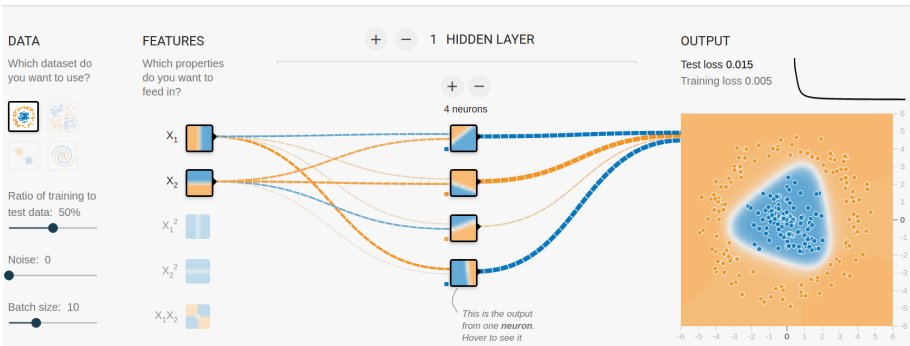 DATA
Which dataset do
you want to use?
Ratio of training to
test data: 50%
Noise: 0
Batch size: 10
FEATURES
Which properties
do you want to
feed in?
X1
X2
X1²
X2²
X1X2
+ − 1 HIDDEN LAYER
+ −
4 neurons
This is the output
from one neuron.
Hover to see it
OUTPUT
Test loss 0.015
Training loss 0.005
6
5
4
3
2
1
0
-1
-2
-3
-4
-5
-6
-6 -5 -4 -3 -2 -1 0 1 2 3 4 5 6